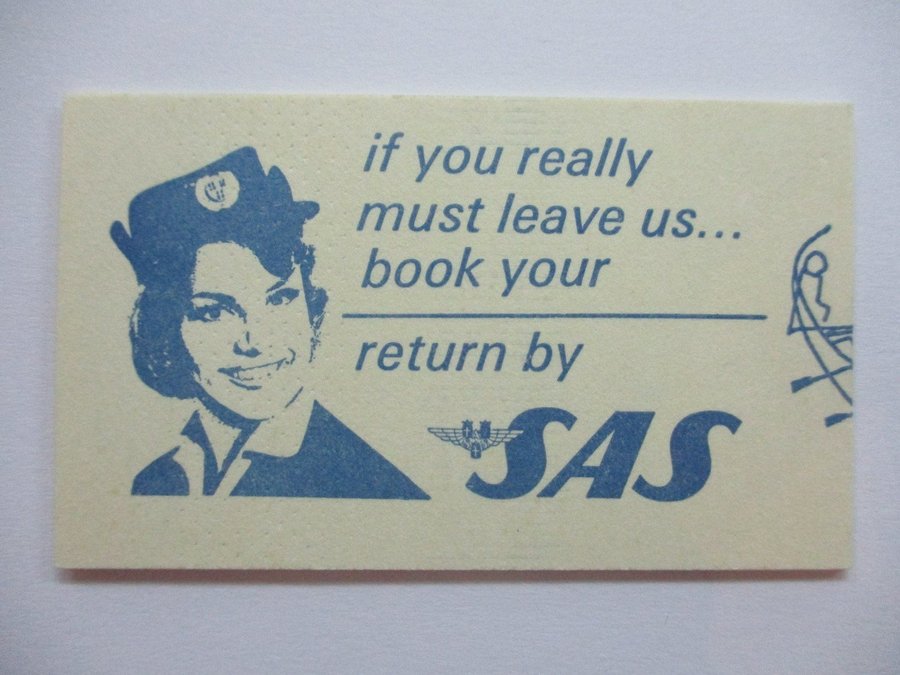 if you really
must leave us...
book your
return by
SAS